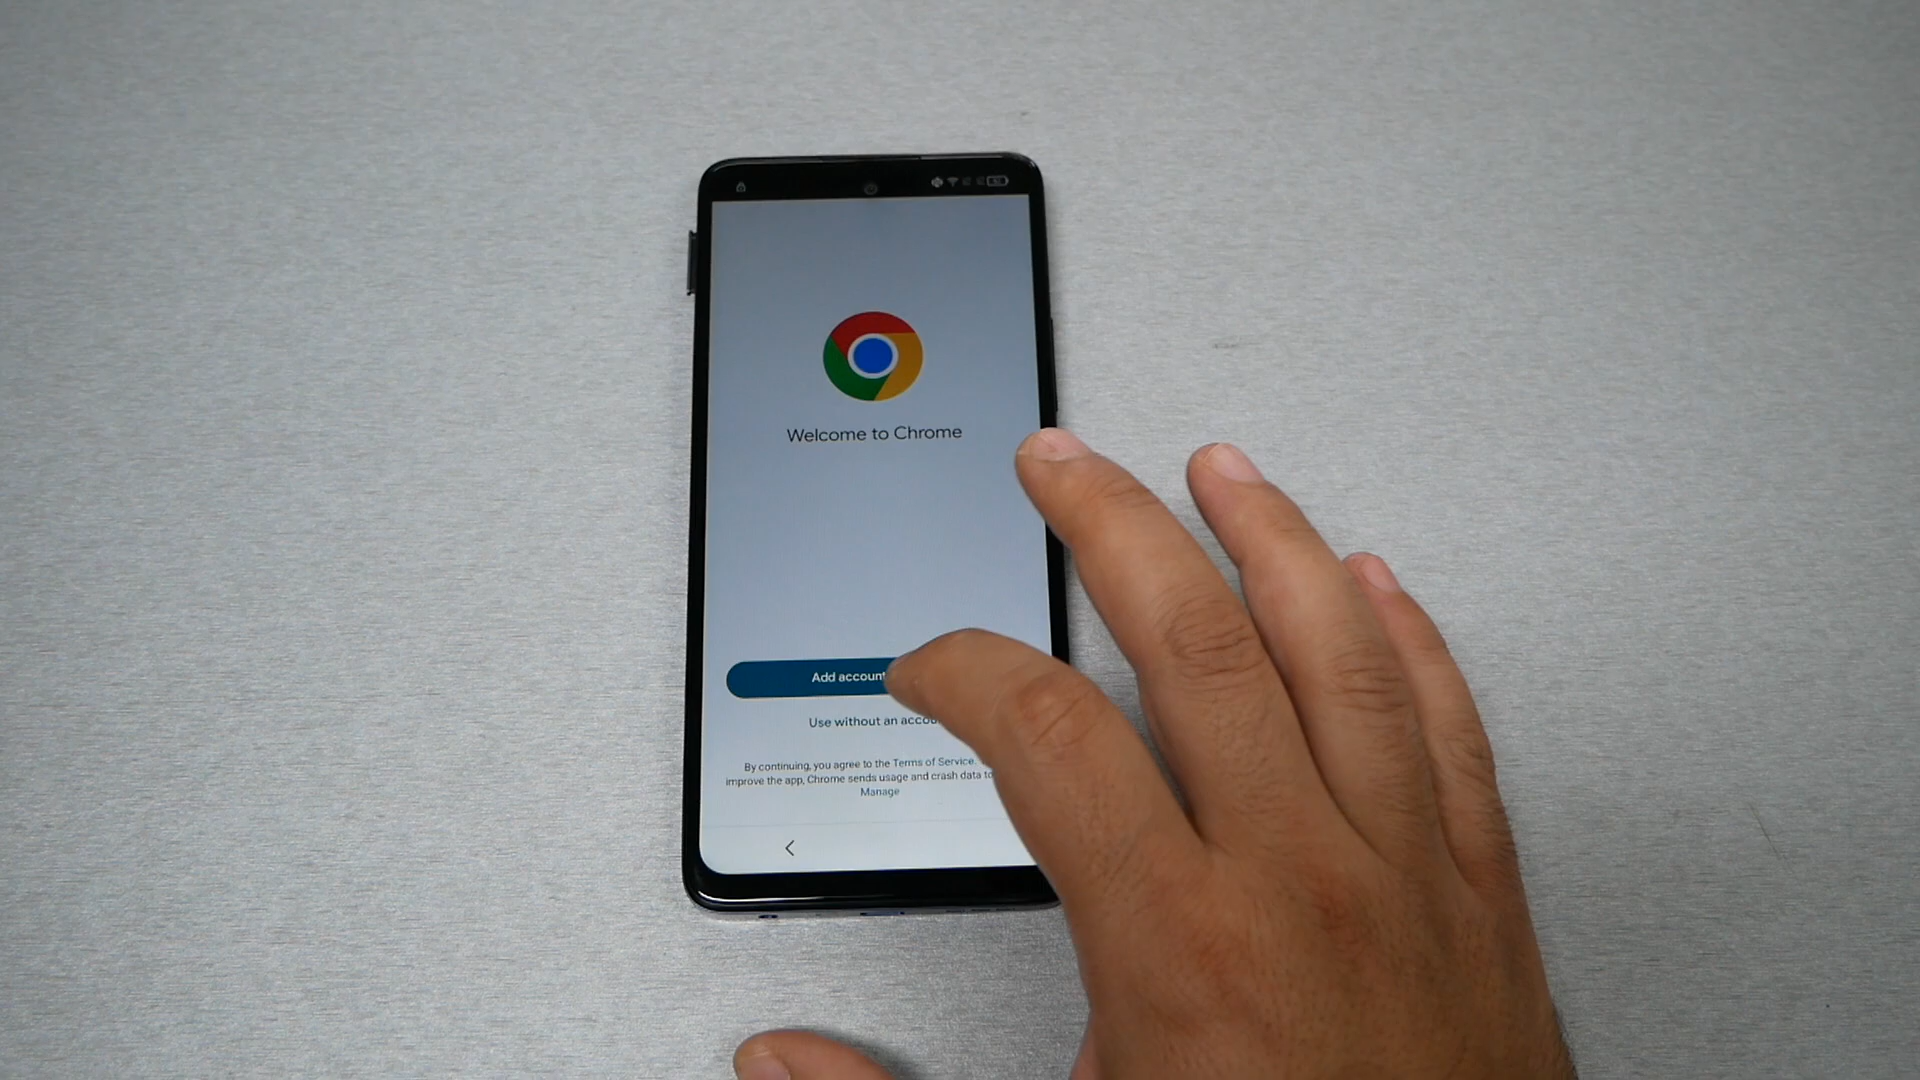 Welcome to Chrome
Add account
Use without an
By continuing, you agree to the Terms of Service.
improve the app, Chrome sends usage and crash data to
Manage